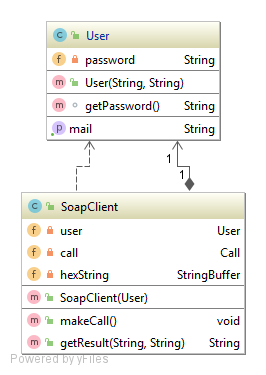 C User
f password String
m User(String, String)
m getPassword() String
p mail String
1
1
C SoapClient
f user User
f call Call
f hexString StringBuffer
m SoapClient(User)
m makeCall() void
m getResult(String, String) String
Powered by yFiles